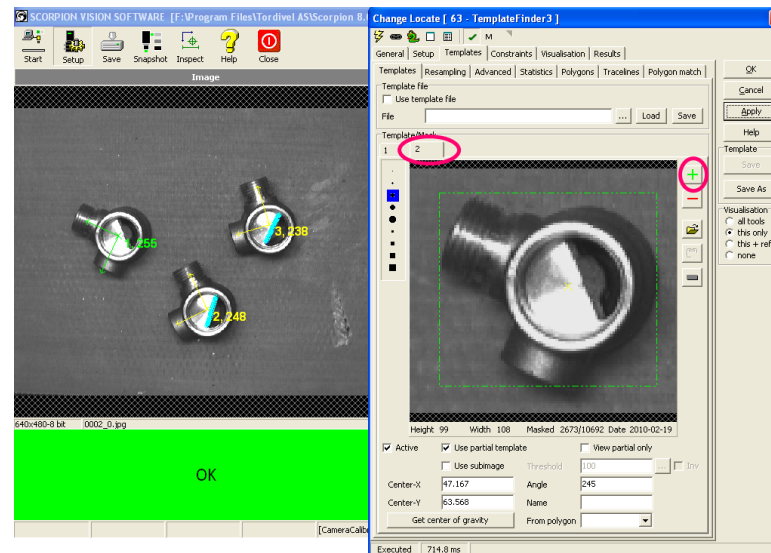 SCORPION VISION SOFTWARE [F:\Program Files\Tordivel AS\Scorpion 8.
Start Setup Save Snapshot Inspect Help Close
Image
1, 255
3, 238
2, 248
640x480-8 bit 0002_0.jpg
OK
[CameraCalib
Change Locate [ 63 - TemplateFinder3 ]
M
General Setup Templates Constraints Visualisation Results
Templates Resampling Advanced Statistics Polygons Tracelines Polygon match
Template file
Use template file
File ... Load Save
Template/Mask
1 2
Height 99 Width 108 Masked 2673/10692 Date 2010-02-19
Active Use partial template View partial only
Use subimage Threshold 100 ... Inv
Center-X 47.167 Angle 245
Center-Y 63.568 Name
Get center of gravity From polygon
Executed 714.8 ms
OK
Cancel
Apply
Help
Template
Save
Save As
Visualisation
all tools
this only
this + ref
none